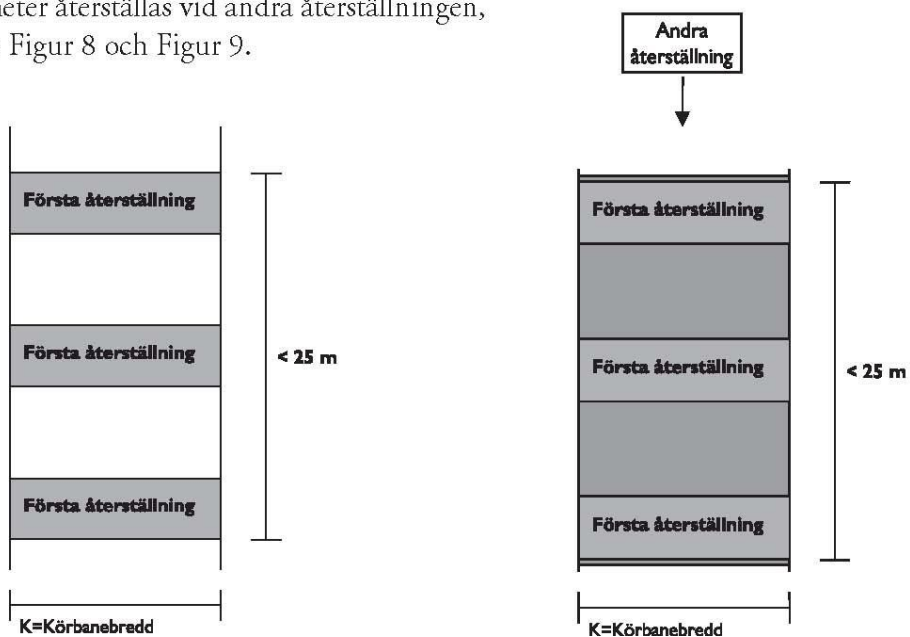 neter återställas vid andra återställningen,
Figur 8 och Figur 9.
Första återställning
Första återställning
Första återställning
< 25 m
K=Körbanebredd
Andra
återställning
Första återställning
Första återställning
Första återställning
< 25 m
K=Körbanebredd